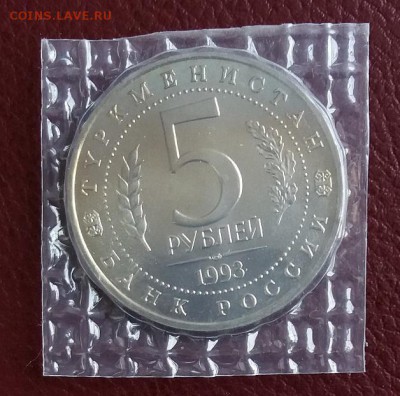 COINS.LAVE.RU
ТУРКМЕНИСТАН
5
РУБЛЕЙ
1993
БАНК РОССИИ